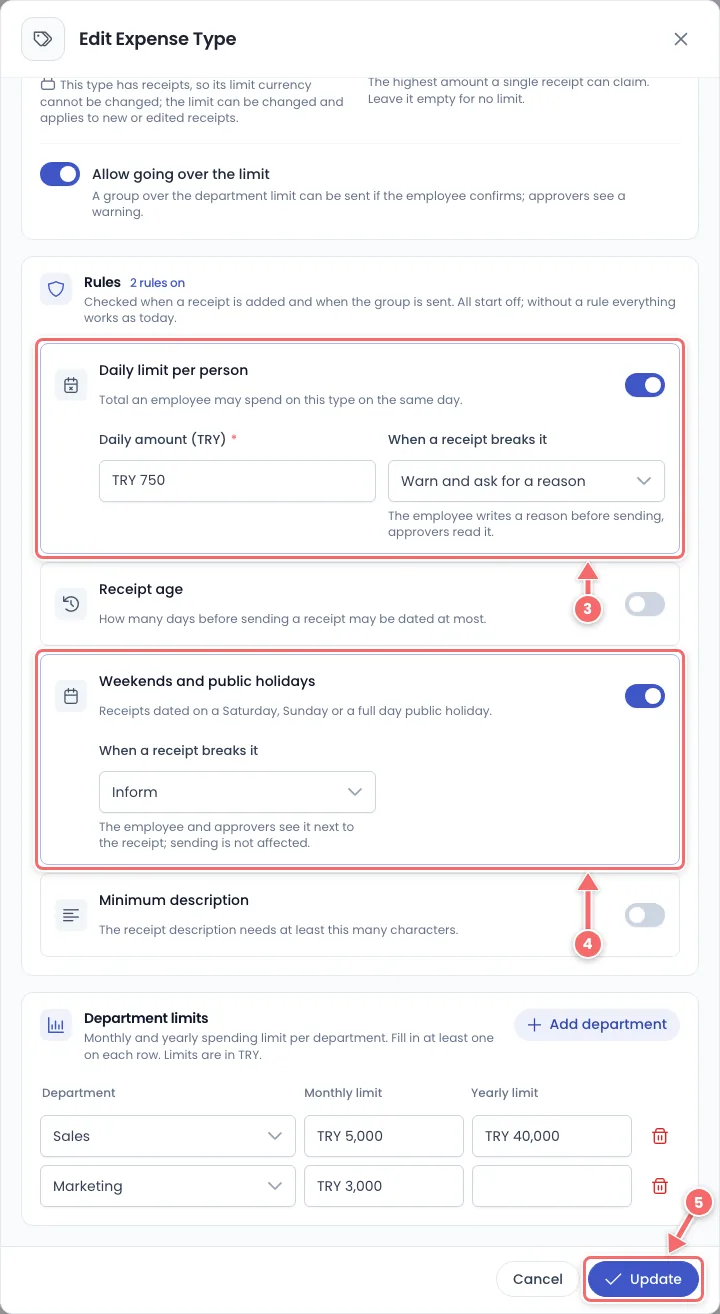 Edit Expense Type
This type has receipts, so its limit currency
cannot be changed; the limit can be changed and
applies to new or edited receipts.
The highest amount a single receipt can claim.
Leave it empty for no limit.
Allow going over the limit
A group over the department limit can be sent if the employee confirms; approvers see a
warning.
Rules 2 rules on
Checked when a receipt is added and when the group is sent. All start off; without a rule everything
works as today.
Daily limit per person
Total an employee may spend on this type on the same day.
Daily amount (TRY) *
TRY 750
When a receipt breaks it
Warn and ask for a reason
The employee writes a reason before sending,
approvers read it.
3
Receipt age
How many days before sending a receipt may be dated at most.
Weekends and public holidays
Receipts dated on a Saturday, Sunday or a full day public holiday.
When a receipt breaks it
Inform
The employee and approvers see it next to
the receipt; sending is not affected.
4
Minimum description
The receipt description needs at least this many characters.
Department limits
Monthly and yearly spending limit per department. Fill in at least one
on each row. Limits are in TRY.
Add department
Department Monthly limit Yearly limit
Sales TRY 5,000 TRY 40,000
Marketing TRY 3,000
5
Cancel Update